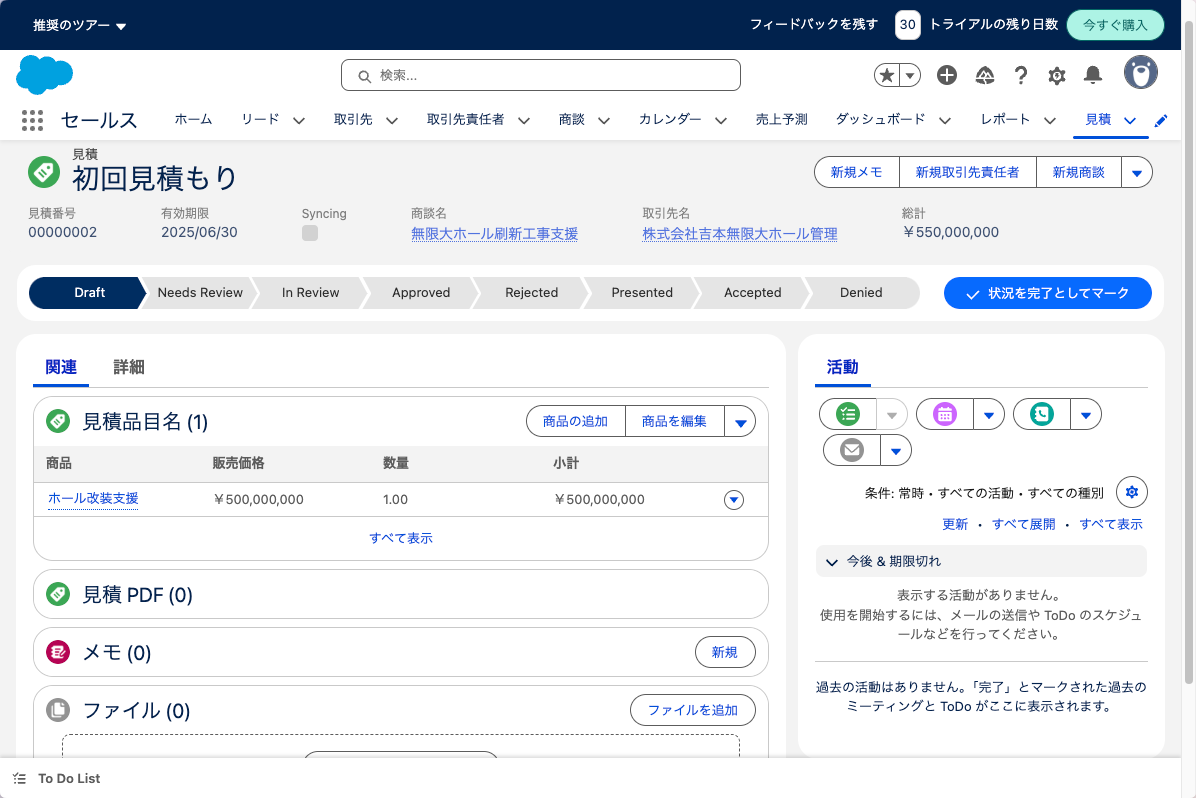 推奨のツアー
フィードバックを残す 30 トライアルの残り日数 今すぐ購入
検索...
セールス ホーム リード 取引先 取引先責任者 商談 カレンダー 売上予測 ダッシュボード レポート 見積
見積
初回見積もり
新規メモ 新規取引先責任者 新規商談
見積番号 有効期限 Syncing 商談名 取引先名 総計
00000002 2025/06/30 無限大ホール刷新工事支援 株式会社吉本無限大ホール管理 ￥550,000,000
Draft Needs Review In Review Approved Rejected Presented Accepted Denied 状況を完了としてマーク
関連 詳細
見積品目名 (1) 商品の追加 商品を編集
商品 販売価格 数量 小計
ホール改装支援 ￥500,000,000 1.00 ￥500,000,000
すべて表示
見積 PDF (0)
メモ (0) 新規
ファイル (0) ファイルを追加
活動
条件: 常時・すべての活動・すべての種別
更新 ・ すべて展開 ・ すべて表示
今後 & 期限切れ
表示する活動がありません。
使用を開始するには、メールの送信や ToDo のスケジュ
ールなどを行ってください。
過去の活動はありません。「完了」とマークされた過去の
ミーティングと ToDo がここに表示されます。
To Do List